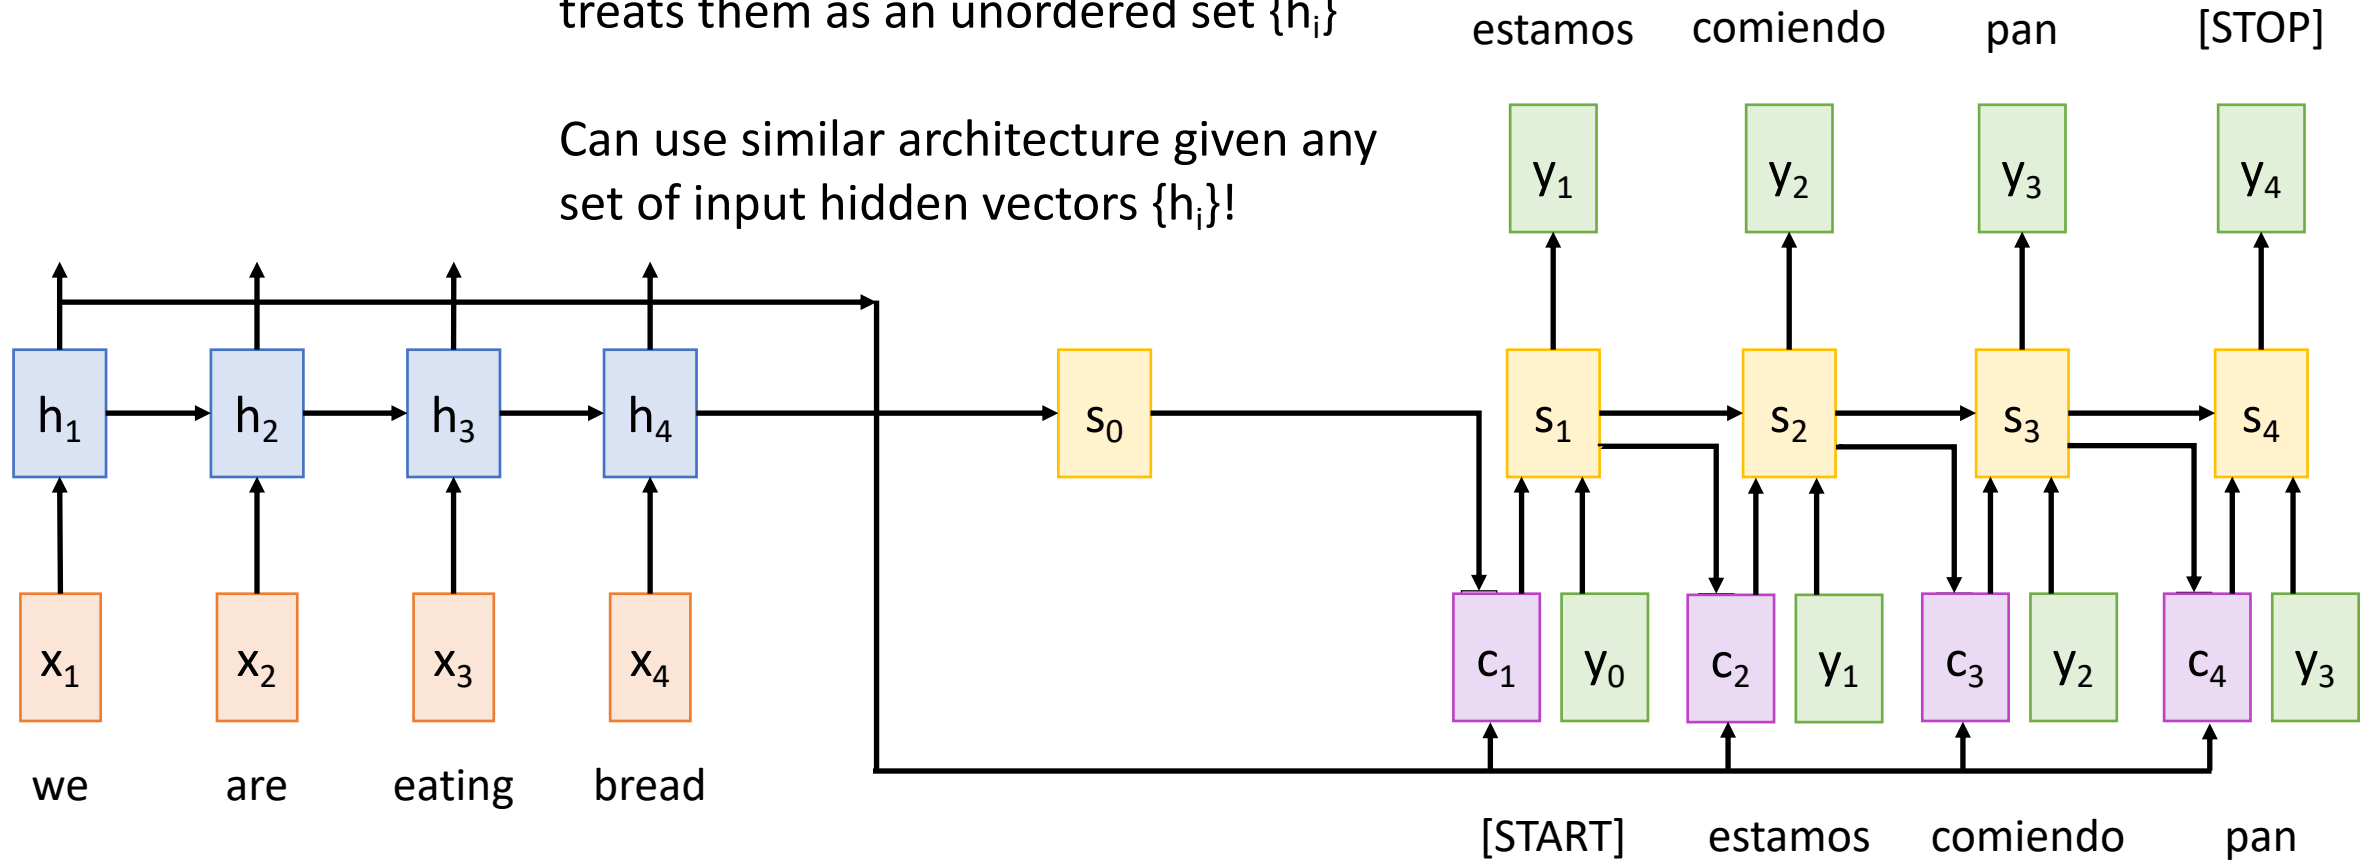 treats them as an unordered set {hᵢ}
estamos comiendo pan [STOP]
Can use similar architecture given any
set of input hidden vectors {hᵢ}!
y₁ y₂ y₃ y₄
h₁ h₂ h₃ h₄ s₀ s₁ s₂ s₃ s₄
x₁ x₂ x₃ x₄ c₁ y₀ c₂ y₁ c₃ y₂ c₄ y₃
we are eating bread
[START] estamos comiendo pan